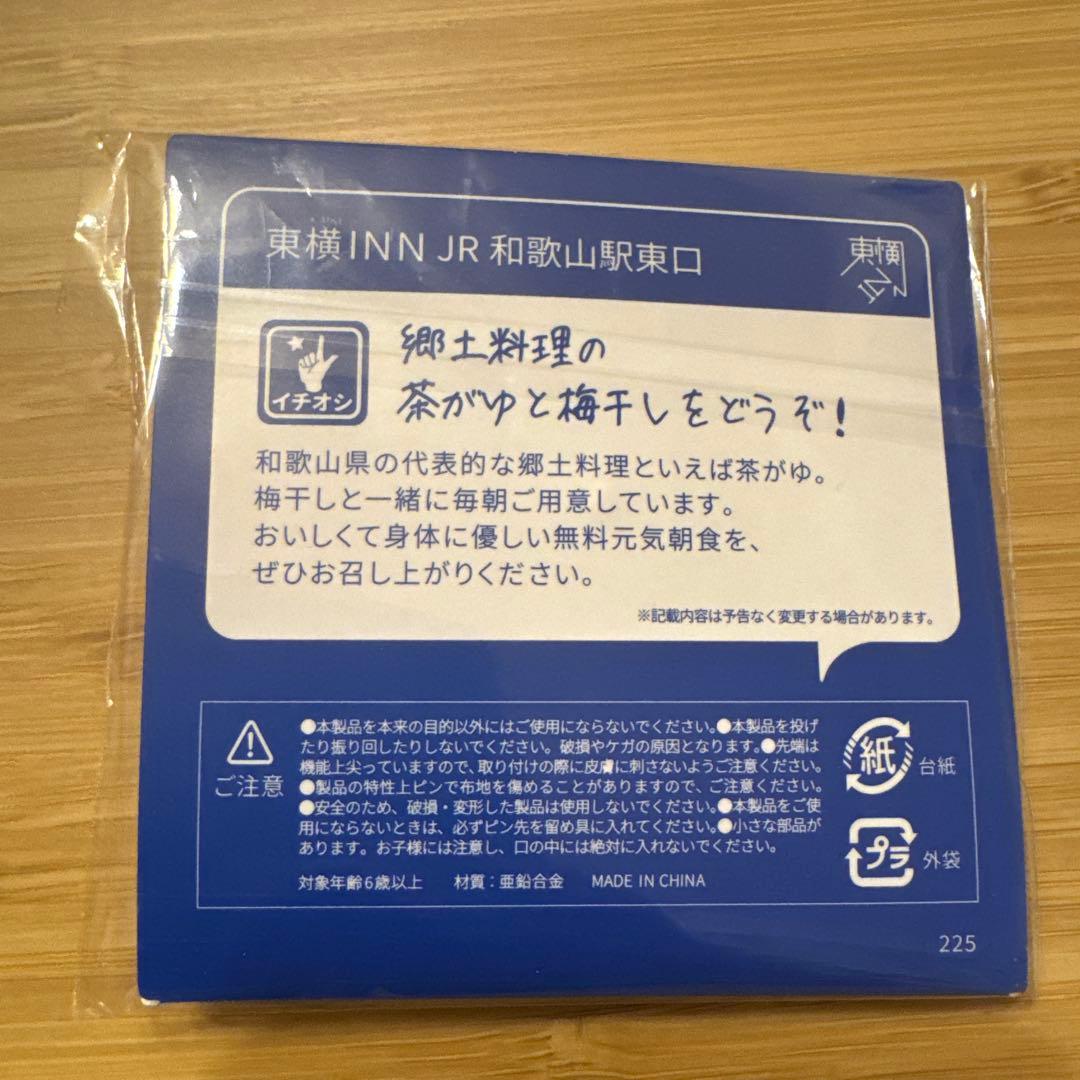 東横INN JR 和歌山駅東口
東横
INN
イチオシ
郷土料理の
茶がゆと梅干しをどうぞ!
和歌山県の代表的な郷土料理といえば茶がゆ。
梅干しと一緒に毎朝ご用意しています。
おいしくて身体に優しい無料元気朝食を、
ぜひお召し上がりください。
※記載内容は予告なく変更する場合があります。
ご注意
●本製品を本来の目的以外にはご使用にならないでください。●本製品を投げ
たり振り回したりしないでください。破損やケガの原因となります。●先端は
機能上尖っていますので、取り付けの際に皮膚に刺さないようご注意ください。
●製品の特性上ピンで布地を傷めることがありますので、ご注意ください。
●安全のため、破損・変形した製品は使用しないでください。●本製品をご使
用にならないときは、必ずピン先を留め具に入れてください。●小さな部品が
あります。お子様には注意し、口の中には絶対に入れないでください。
対象年齢6歳以上 材質:亜鉛合金 MADE IN CHINA
紙 台紙
プラ 外袋
225